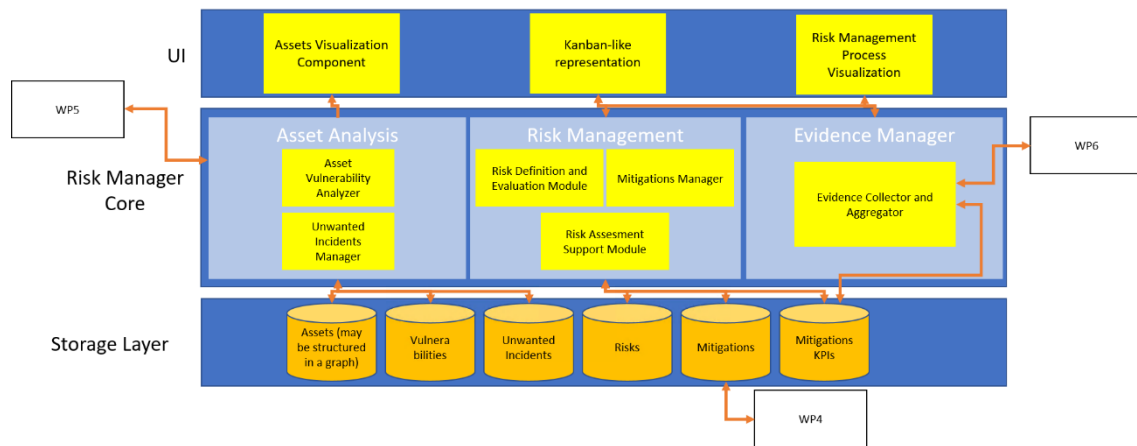 UI
Assets Visualization
Component
Kanban-like
representation
Risk Management
Process
Visualization
WP5
Risk Manager
Core
Asset Analysis
Asset
Vulnerability
Analyzer
Unwanted
Incidents
Manager
Risk Management
Risk Definition and
Evaluation Module
Mitigations Manager
Risk Assesment
Support Module
Evidence Manager
Evidence Collector and
Aggregator
WP6
Storage Layer
Assets (may
be structured
in a graph)
Vulnera
bilities
Unwanted
Incidents
Risks
Mitigations
Mitigations
KPIs
WP4